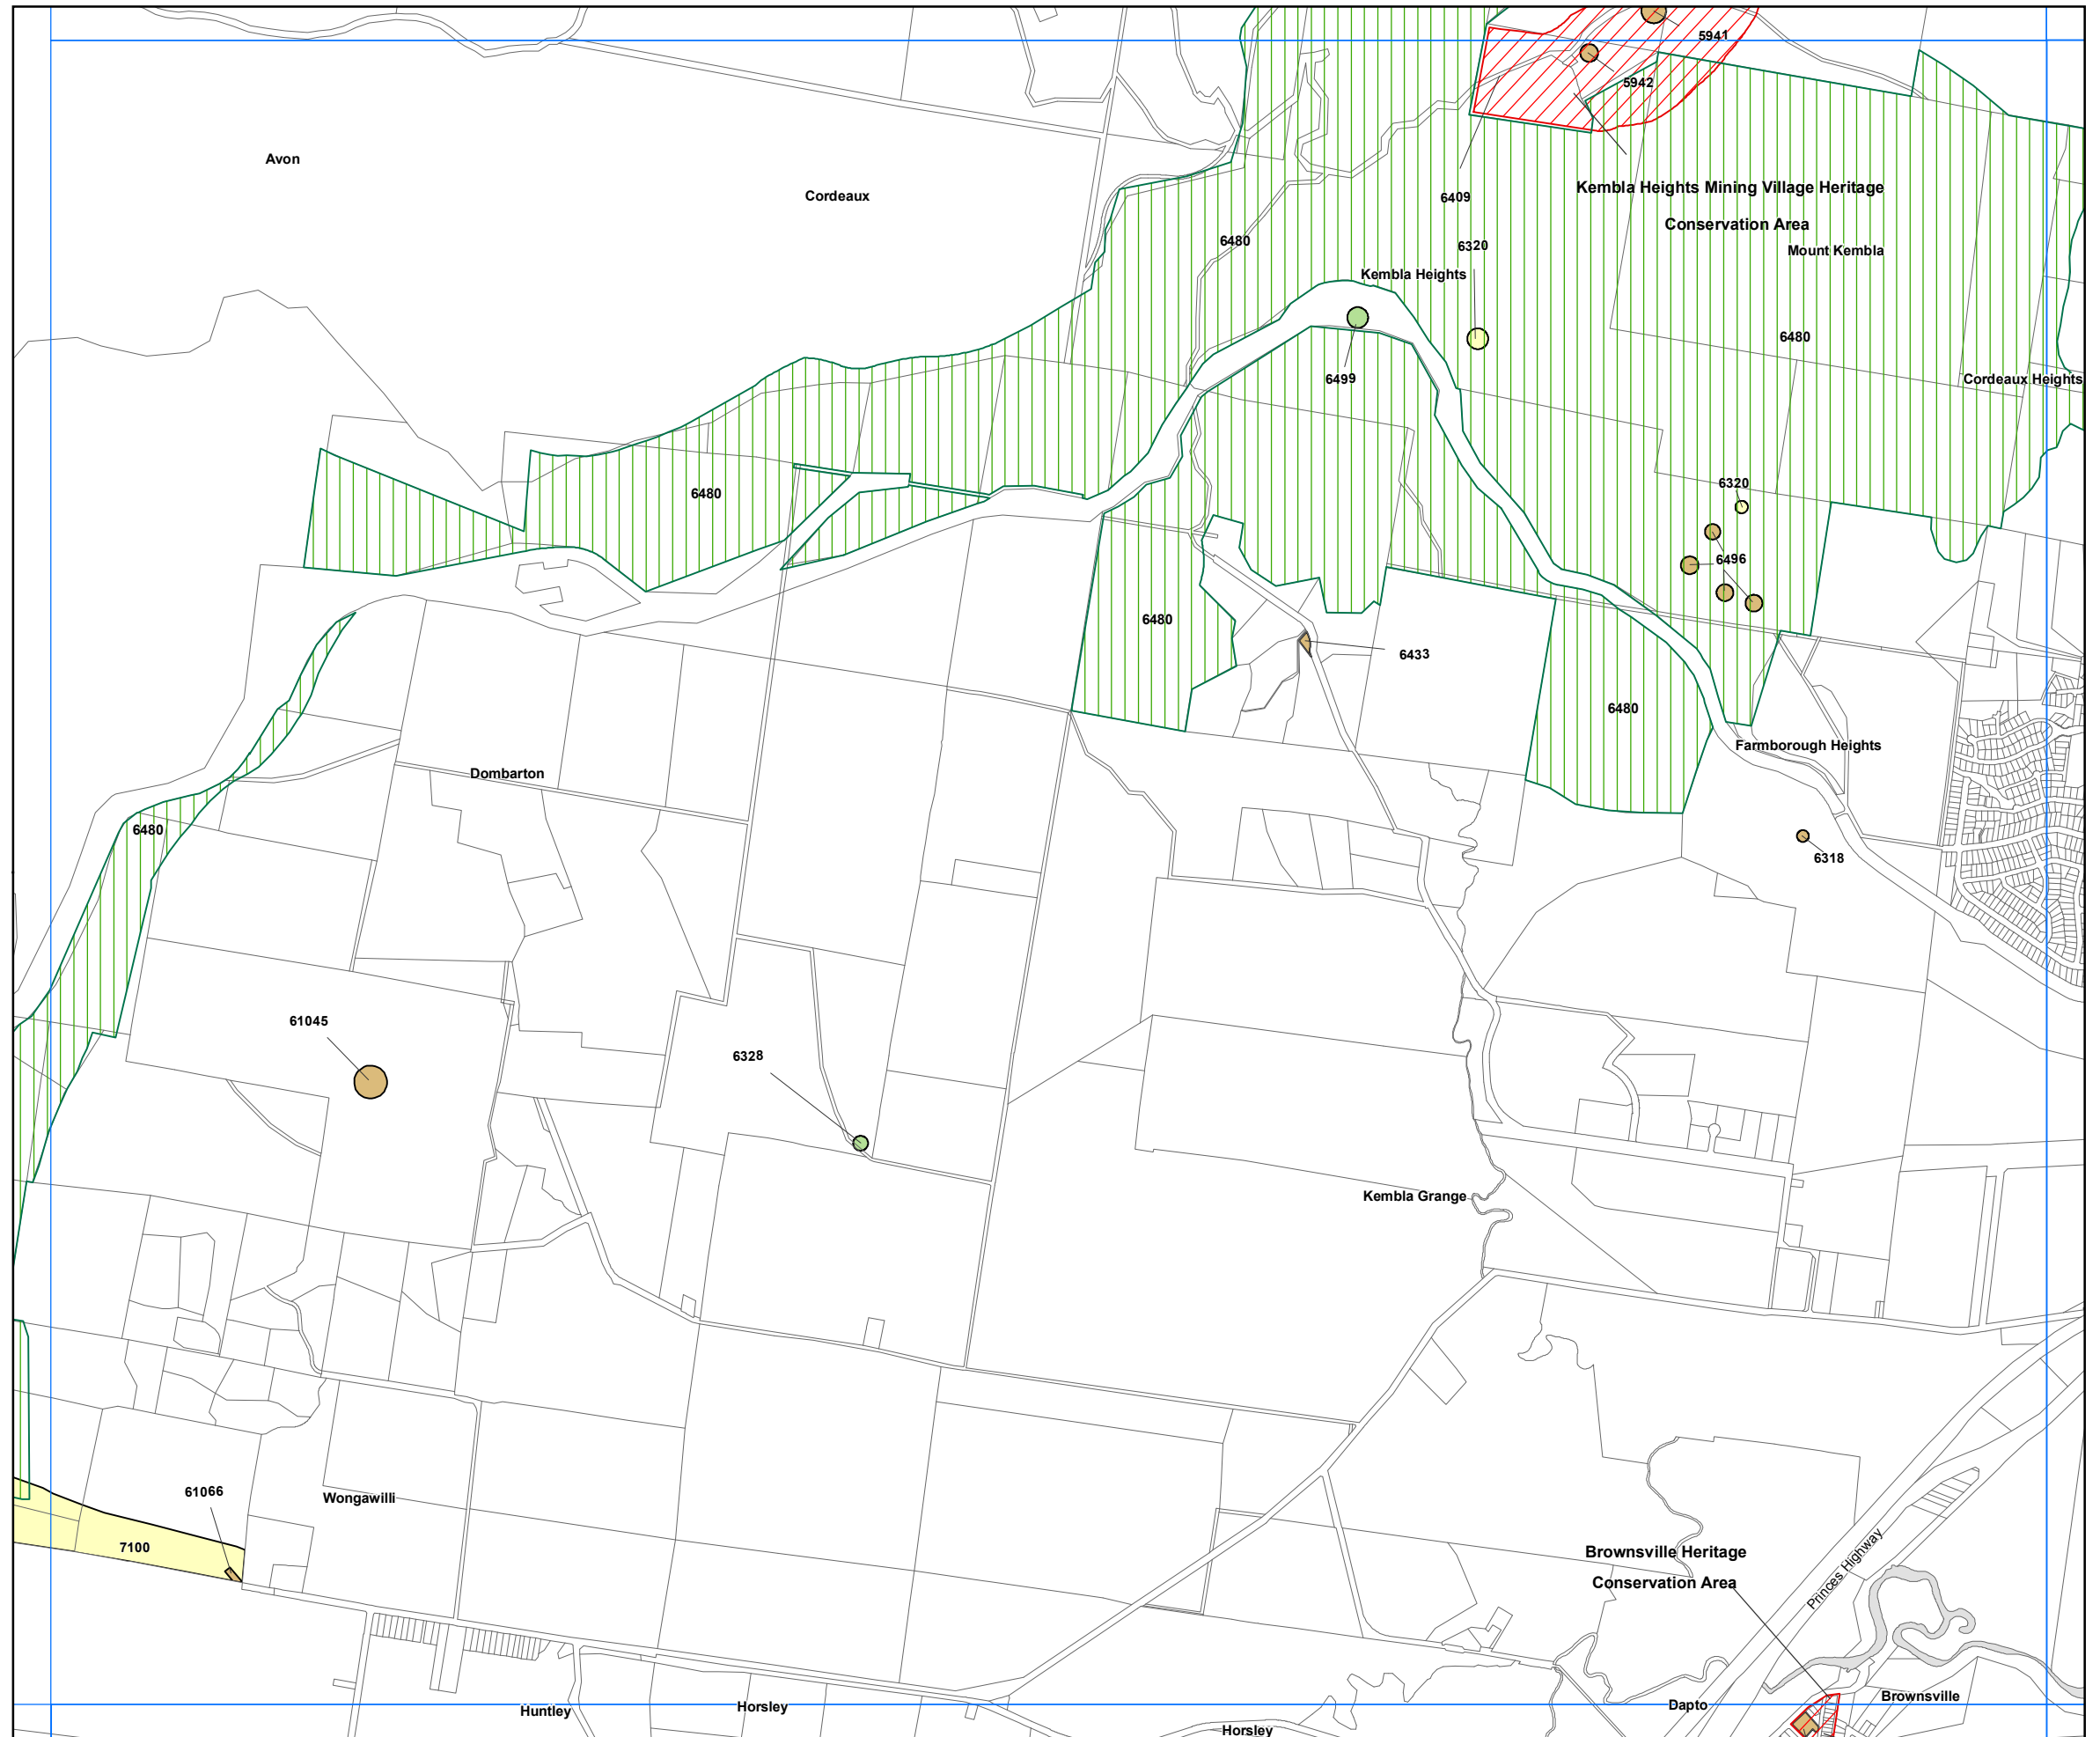 5941
5942
Avon
Kembla Heights Mining Village Heritage
Cordeaux
6409
Conservation Area
6480
6320
Mount Kembla
Kembla Heights
6480
6499
Cordeaux Heights
6320
6480
6496
6480
6433
6480
Farmborough Heights
Dombarton
6480
6318
61045
6328
Kembla Grange
61066
Wongawilli
7100
Brownsville Heritage
Conservation Area
Princes Highway
Brownsville
Dapto
Horsley
Huntley
Horsley